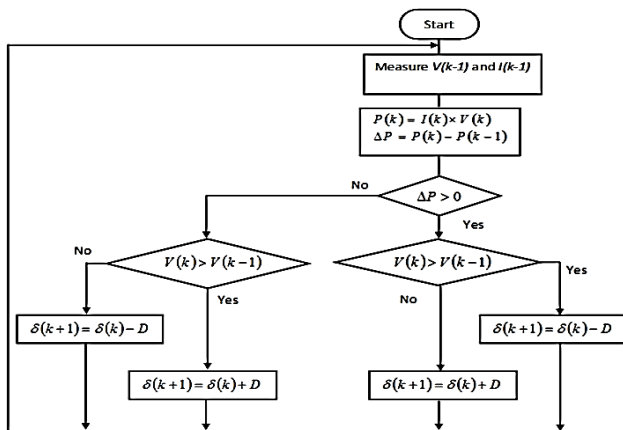 Start
Measure V(k-1) and I(k-1)
P(k) = I(k)×V(k)
ΔP = P(k)−P(k−1)
No
ΔP > 0
Yes
No
V(k)>V(k−1)
Yes
V(k)>V(k−1)
Yes
No
δ(k+1)=δ(k)−D
δ(k+1)=δ(k)−D
δ(k+1)=δ(k)+D
δ(k+1)=δ(k)+D